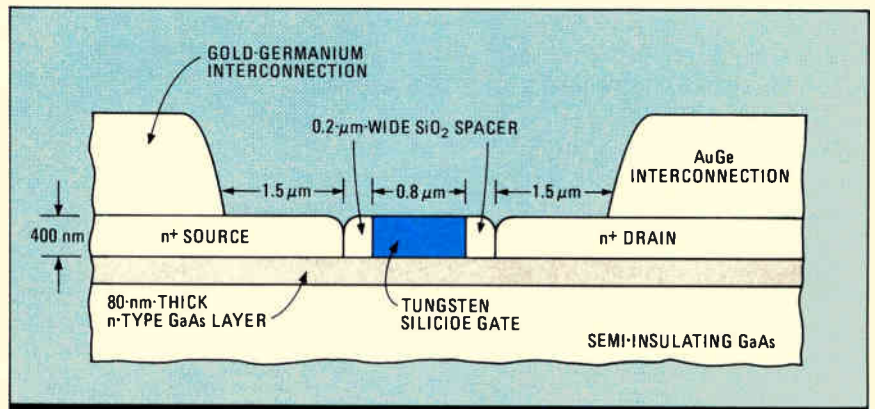 GOLD-GERMANIUM
INTERCONNECTION
0.2-μm-WIDE SiO₂ SPACER
AuGe
INTERCONNECTION
1.5 μm
0.8 μm
1.5 μm
400 nm
n+ SOURCE
n+ DRAIN
80-nm-THICK
n-TYPE GaAs LAYER
TUNGSTEN
SILICIDE GATE
SEMI-INSULATING GaAs